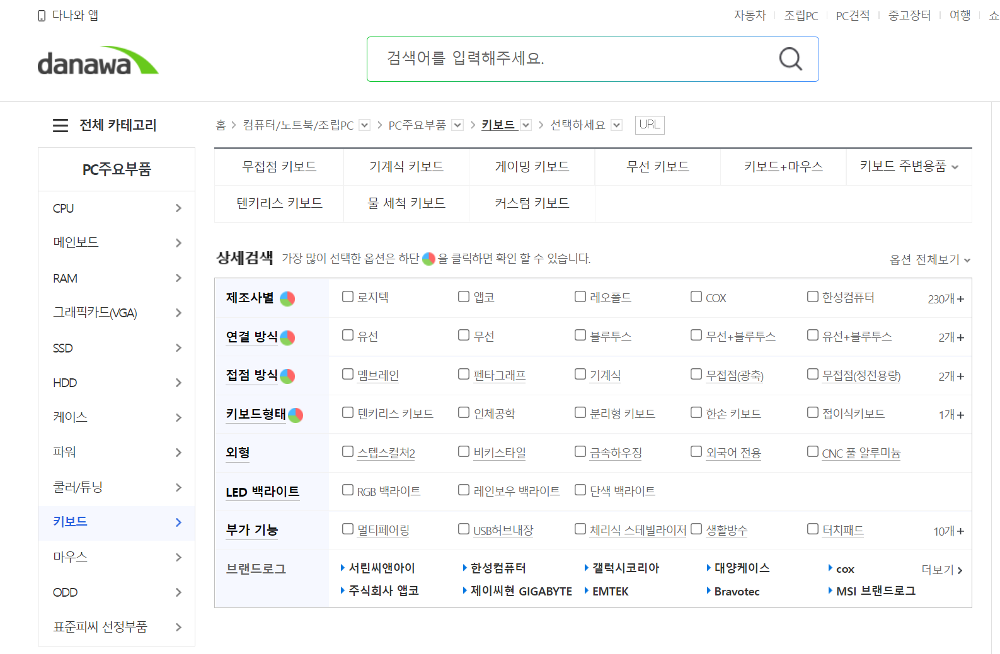 다나와 앱
자동차 조립PC PC견적 중고장터 여행 쇼
danawa
검색어를 입력해주세요.
전체 카테고리
홈 > 컴퓨터/노트북/조립PC > PC주요부품 > 키보드 > 선택하세요 URL
PC주요부품
CPU
메인보드
RAM
그래픽카드(VGA)
SSD
HDD
케이스
파워
쿨러/튜닝
키보드
마우스
ODD
표준피씨 선정부품
무접점 키보드 기계식 키보드 게이밍 키보드 무선 키보드 키보드+마우스 키보드 주변용품
텐키리스 키보드 물 세척 키보드 커스텀 키보드
상세검색 가장 많이 선택한 옵션은 하단 을 클릭하면 확인 할 수 있습니다. 옵션 전체보기
제조사별 로지텍 앱코 레오폴드 COX 한성컴퓨터 230개+
연결 방식 유선 무선 블루투스 무선+블루투스 유선+블루투스 2개+
접점 방식 멤브레인 펜타그래프 기계식 무접점(광축) 무접점(정전용량) 2개+
키보드형태 텐키리스 키보드 인체공학 분리형 키보드 한손 키보드 접이식키보드 1개+
외형 스텝스컬쳐2 비키스타일 금속하우징 외국어 전용 CNC 풀 알루미늄
LED 백라이트 RGB 백라이트 레인보우 백라이트 단색 백라이트
부가 기능 멀티페어링 USB허브내장 체리식 스테빌라이저 생활방수 터치패드 10개+
브랜드로그 서린씨앤아이 한성컴퓨터 갤럭시코리아 대양케이스 cox 더보기
주식회사 앱코 제이씨현 GIGABYTE EMTEK Bravotec MSI 브랜드로그